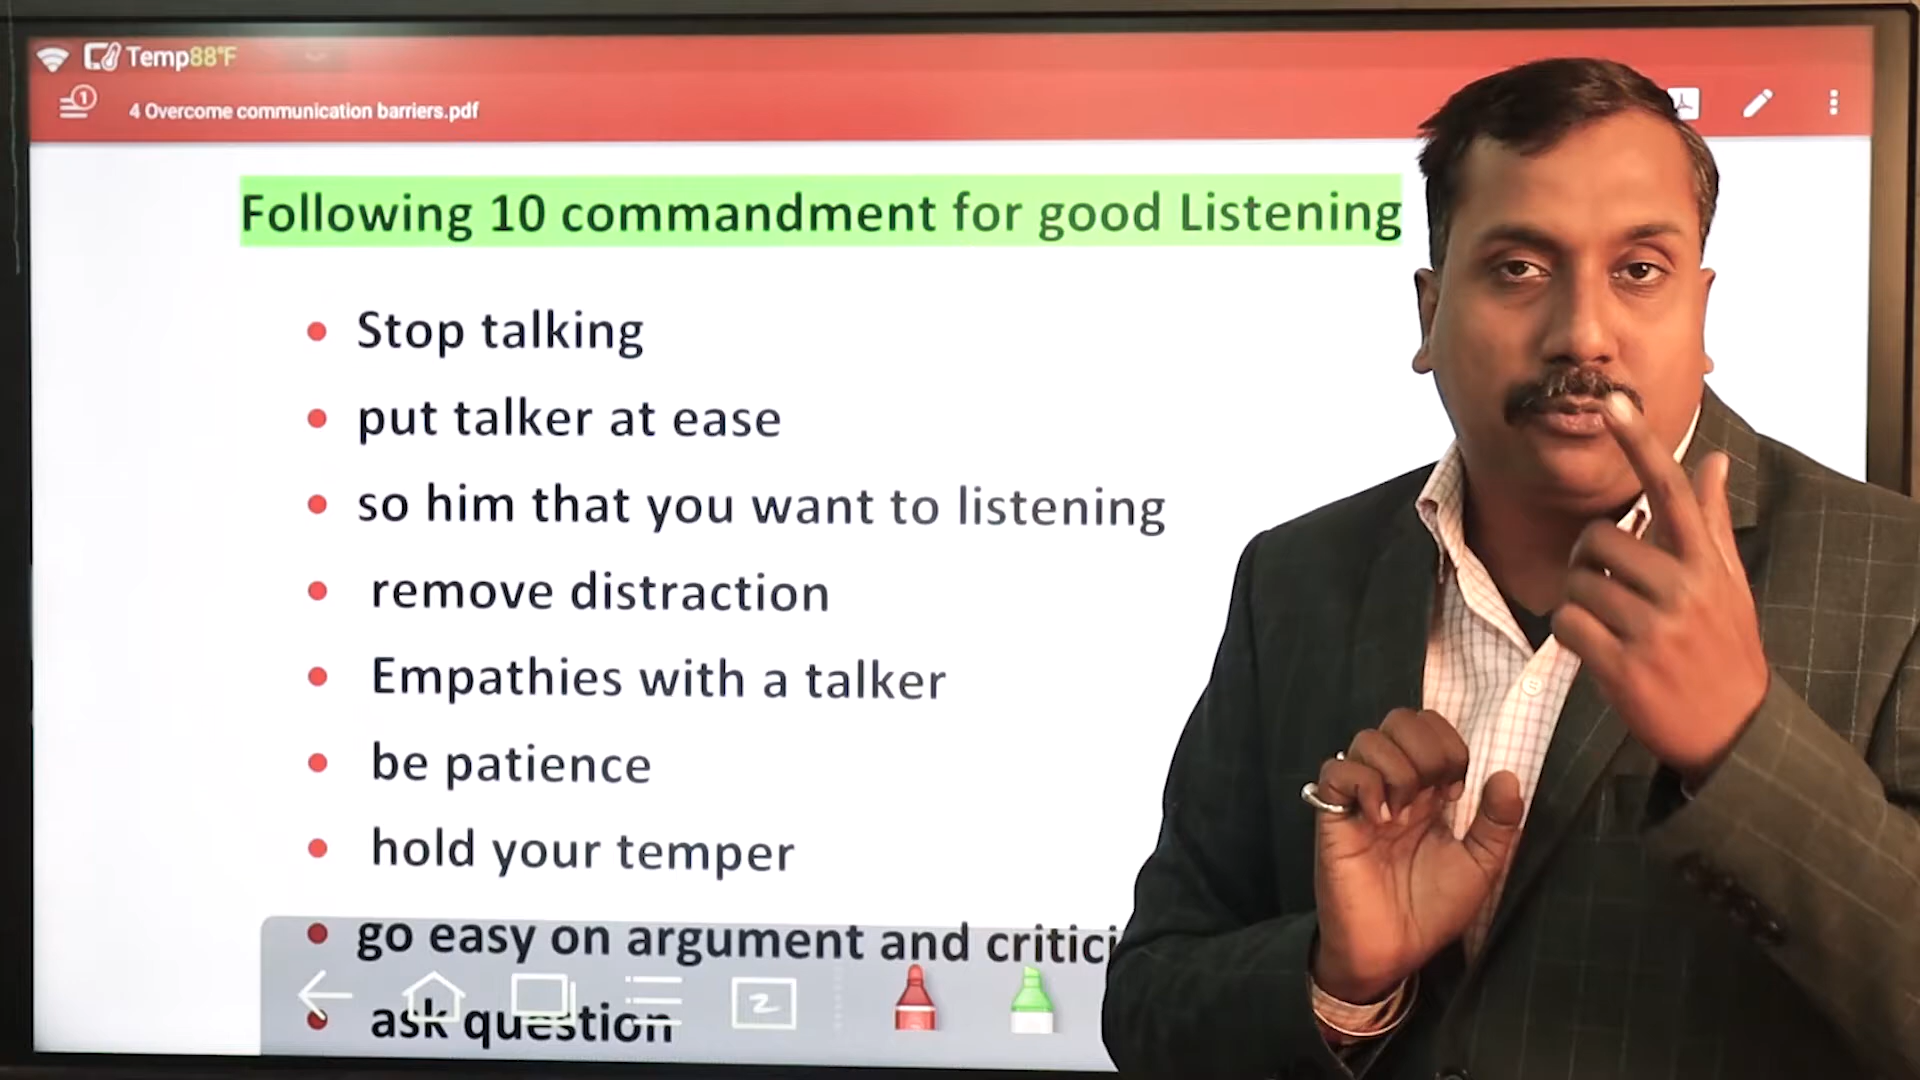 Temp88°F
1
4 Overcome communication barriers.pdf
Following 10 commandment for good Listening
• Stop talking
• put talker at ease
• so him that you want to listening
• remove distraction
• Empathies with a talker
• be patience
• hold your temper
• go easy on argument and critici
• ask question
2